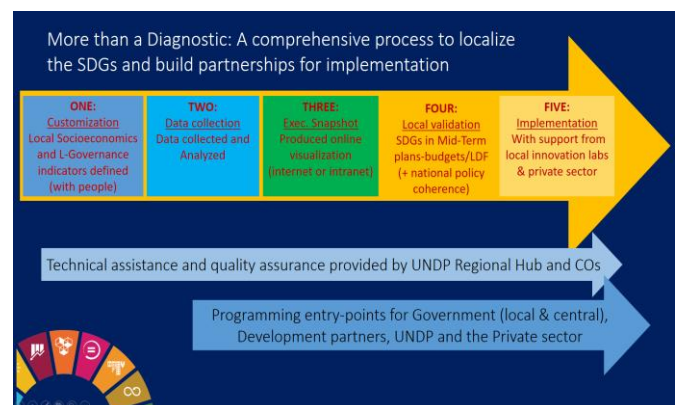 More than a Diagnostic: A comprehensive process to localize
the SDGs and build partnerships for implementation
ONE:
Customization
Local Socioeconomics
and L-Governance
indicators defined
(with people)
TWO:
Data collection
Data collected and
Analyzed
THREE:
Exec. Snapshot
Produced online
visualization
(internet or intranet)
FOUR:
Local validation
SDGs in Mid-Term
plans-budgets/LDF
(+ national policy
coherence)
FIVE:
Implementation
With support from
local innovation labs
& private sector
Technical assistance and quality assurance provided by UNDP Regional Hub and COs
Programming entry-points for Government (local & central),
Development partners, UNDP and the Private sector